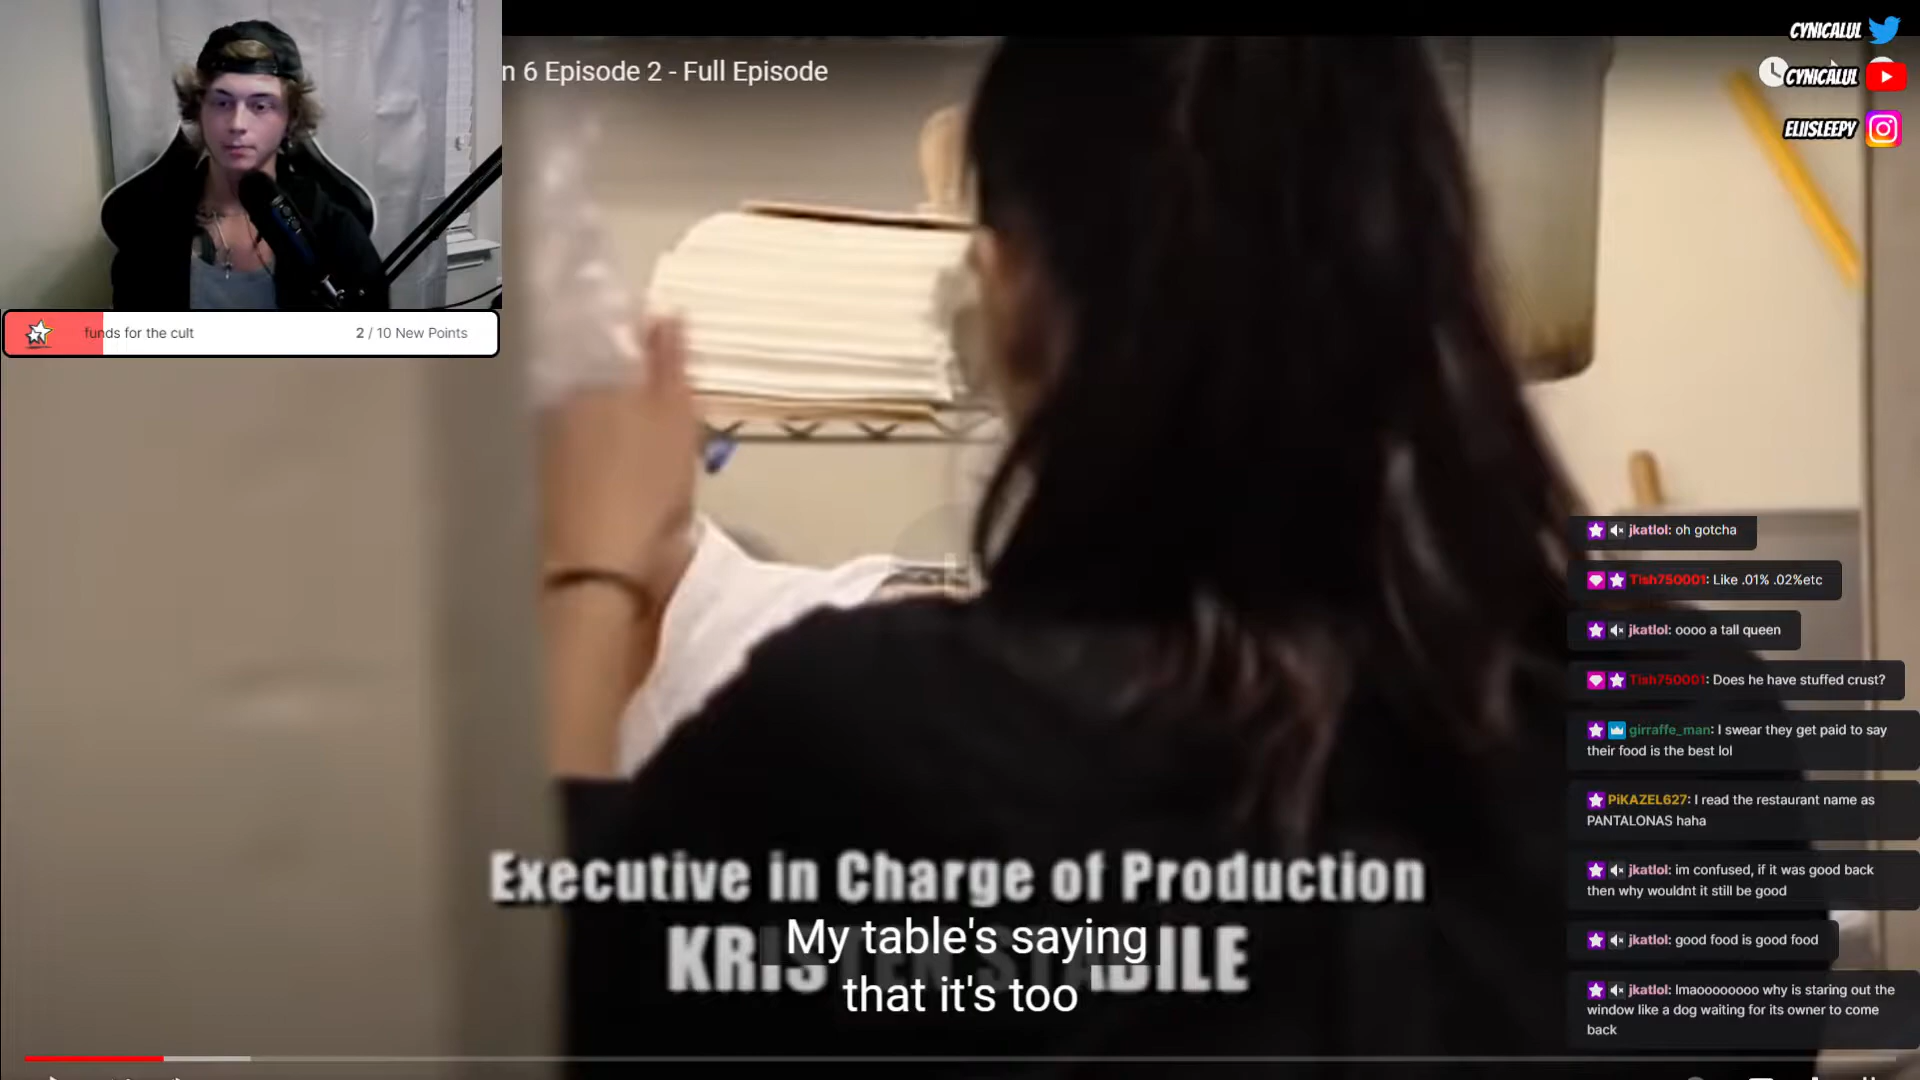 n 6 Episode 2 - Full Episode
CYNICALUL
CYNICALUL
ELIISLEEPY
funds for the cult
2 / 10 New Points
jkatlol: oh gotcha
Tish750001: Like .01% .02%etc
jkatlol: oooo a tall queen
Tish750001: Does he have stuffed crust?
girraffe_man: I swear they get paid to say
their food is the best lol
PiKAZEL627: I read the restaurant name as
PANTALONAS haha
jkatlol: im confused, if it was good back
then why wouldnt it still be good
jkatlol: good food is good food
jkatlol: lmaoooooooo why is staring out the
window like a dog waiting for its owner to come
back
Executive in Charge of Production
My table's saying
that it's too